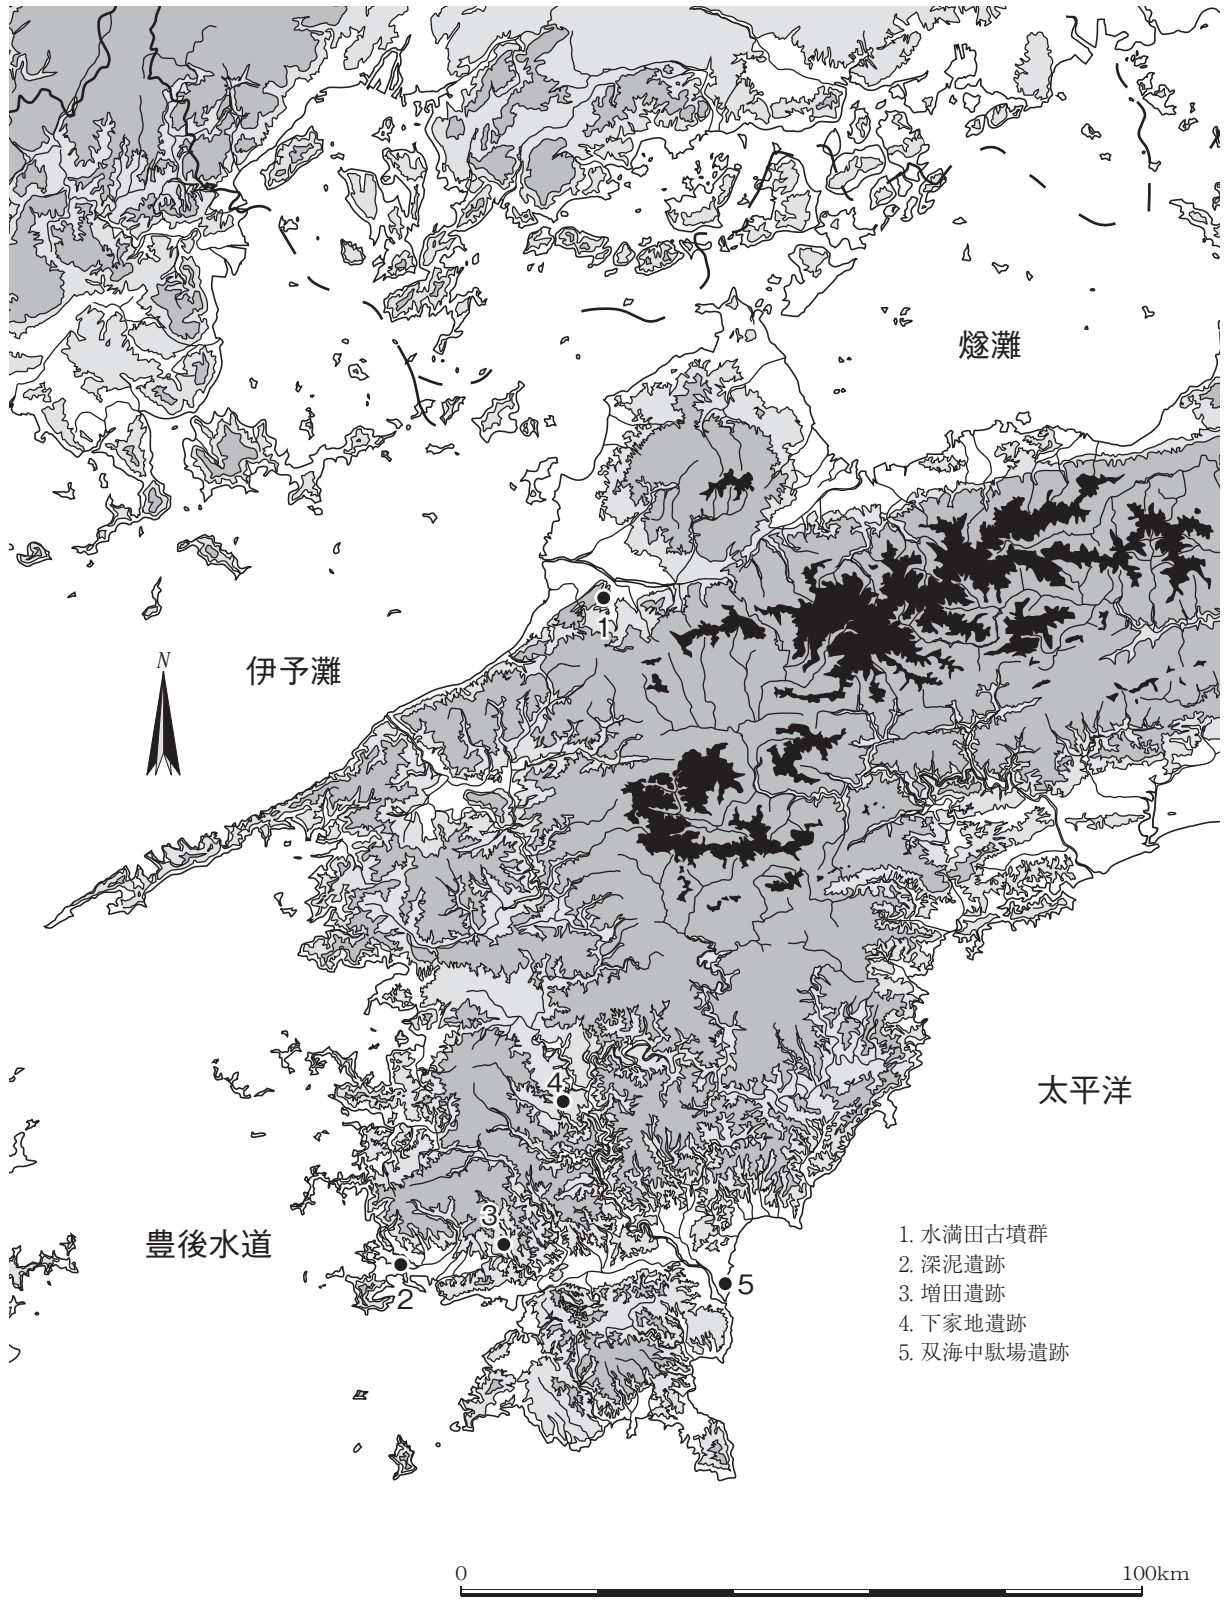 燧灘
1
N
伊予灘
4
太平洋
3
豊後水道
2
5
1. 水満田古墳群
2. 深泥遺跡
3. 増田遺跡
4. 下家地遺跡
5. 双海中駄場遺跡
0 100km